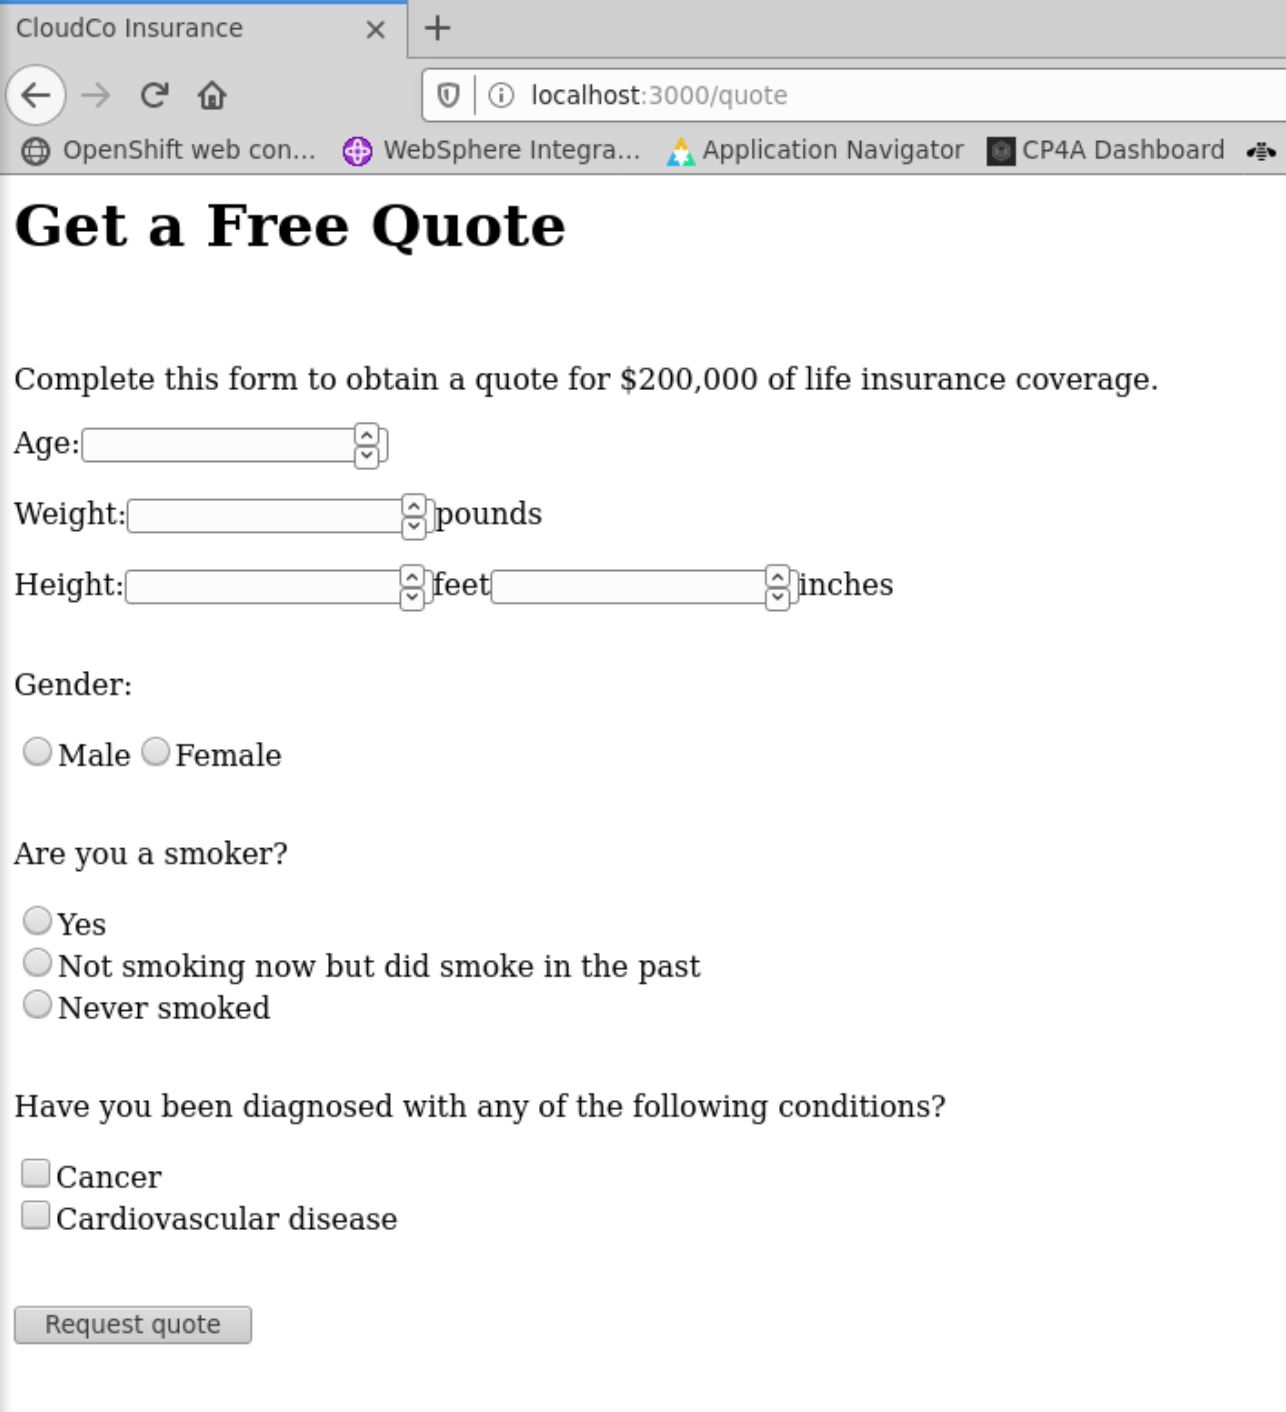 CloudCo Insurance
localhost:3000/quote
OpenShift web con... WebSphere Integra... Application Navigator CP4A Dashboard
Get a Free Quote
Complete this form to obtain a quote for $200,000 of life insurance coverage.
Age:
Weight: pounds
Height: feet inches
Gender:
Male Female
Are you a smoker?
Yes
Not smoking now but did smoke in the past
Never smoked
Have you been diagnosed with any of the following conditions?
Cancer
Cardiovascular disease
Request quote